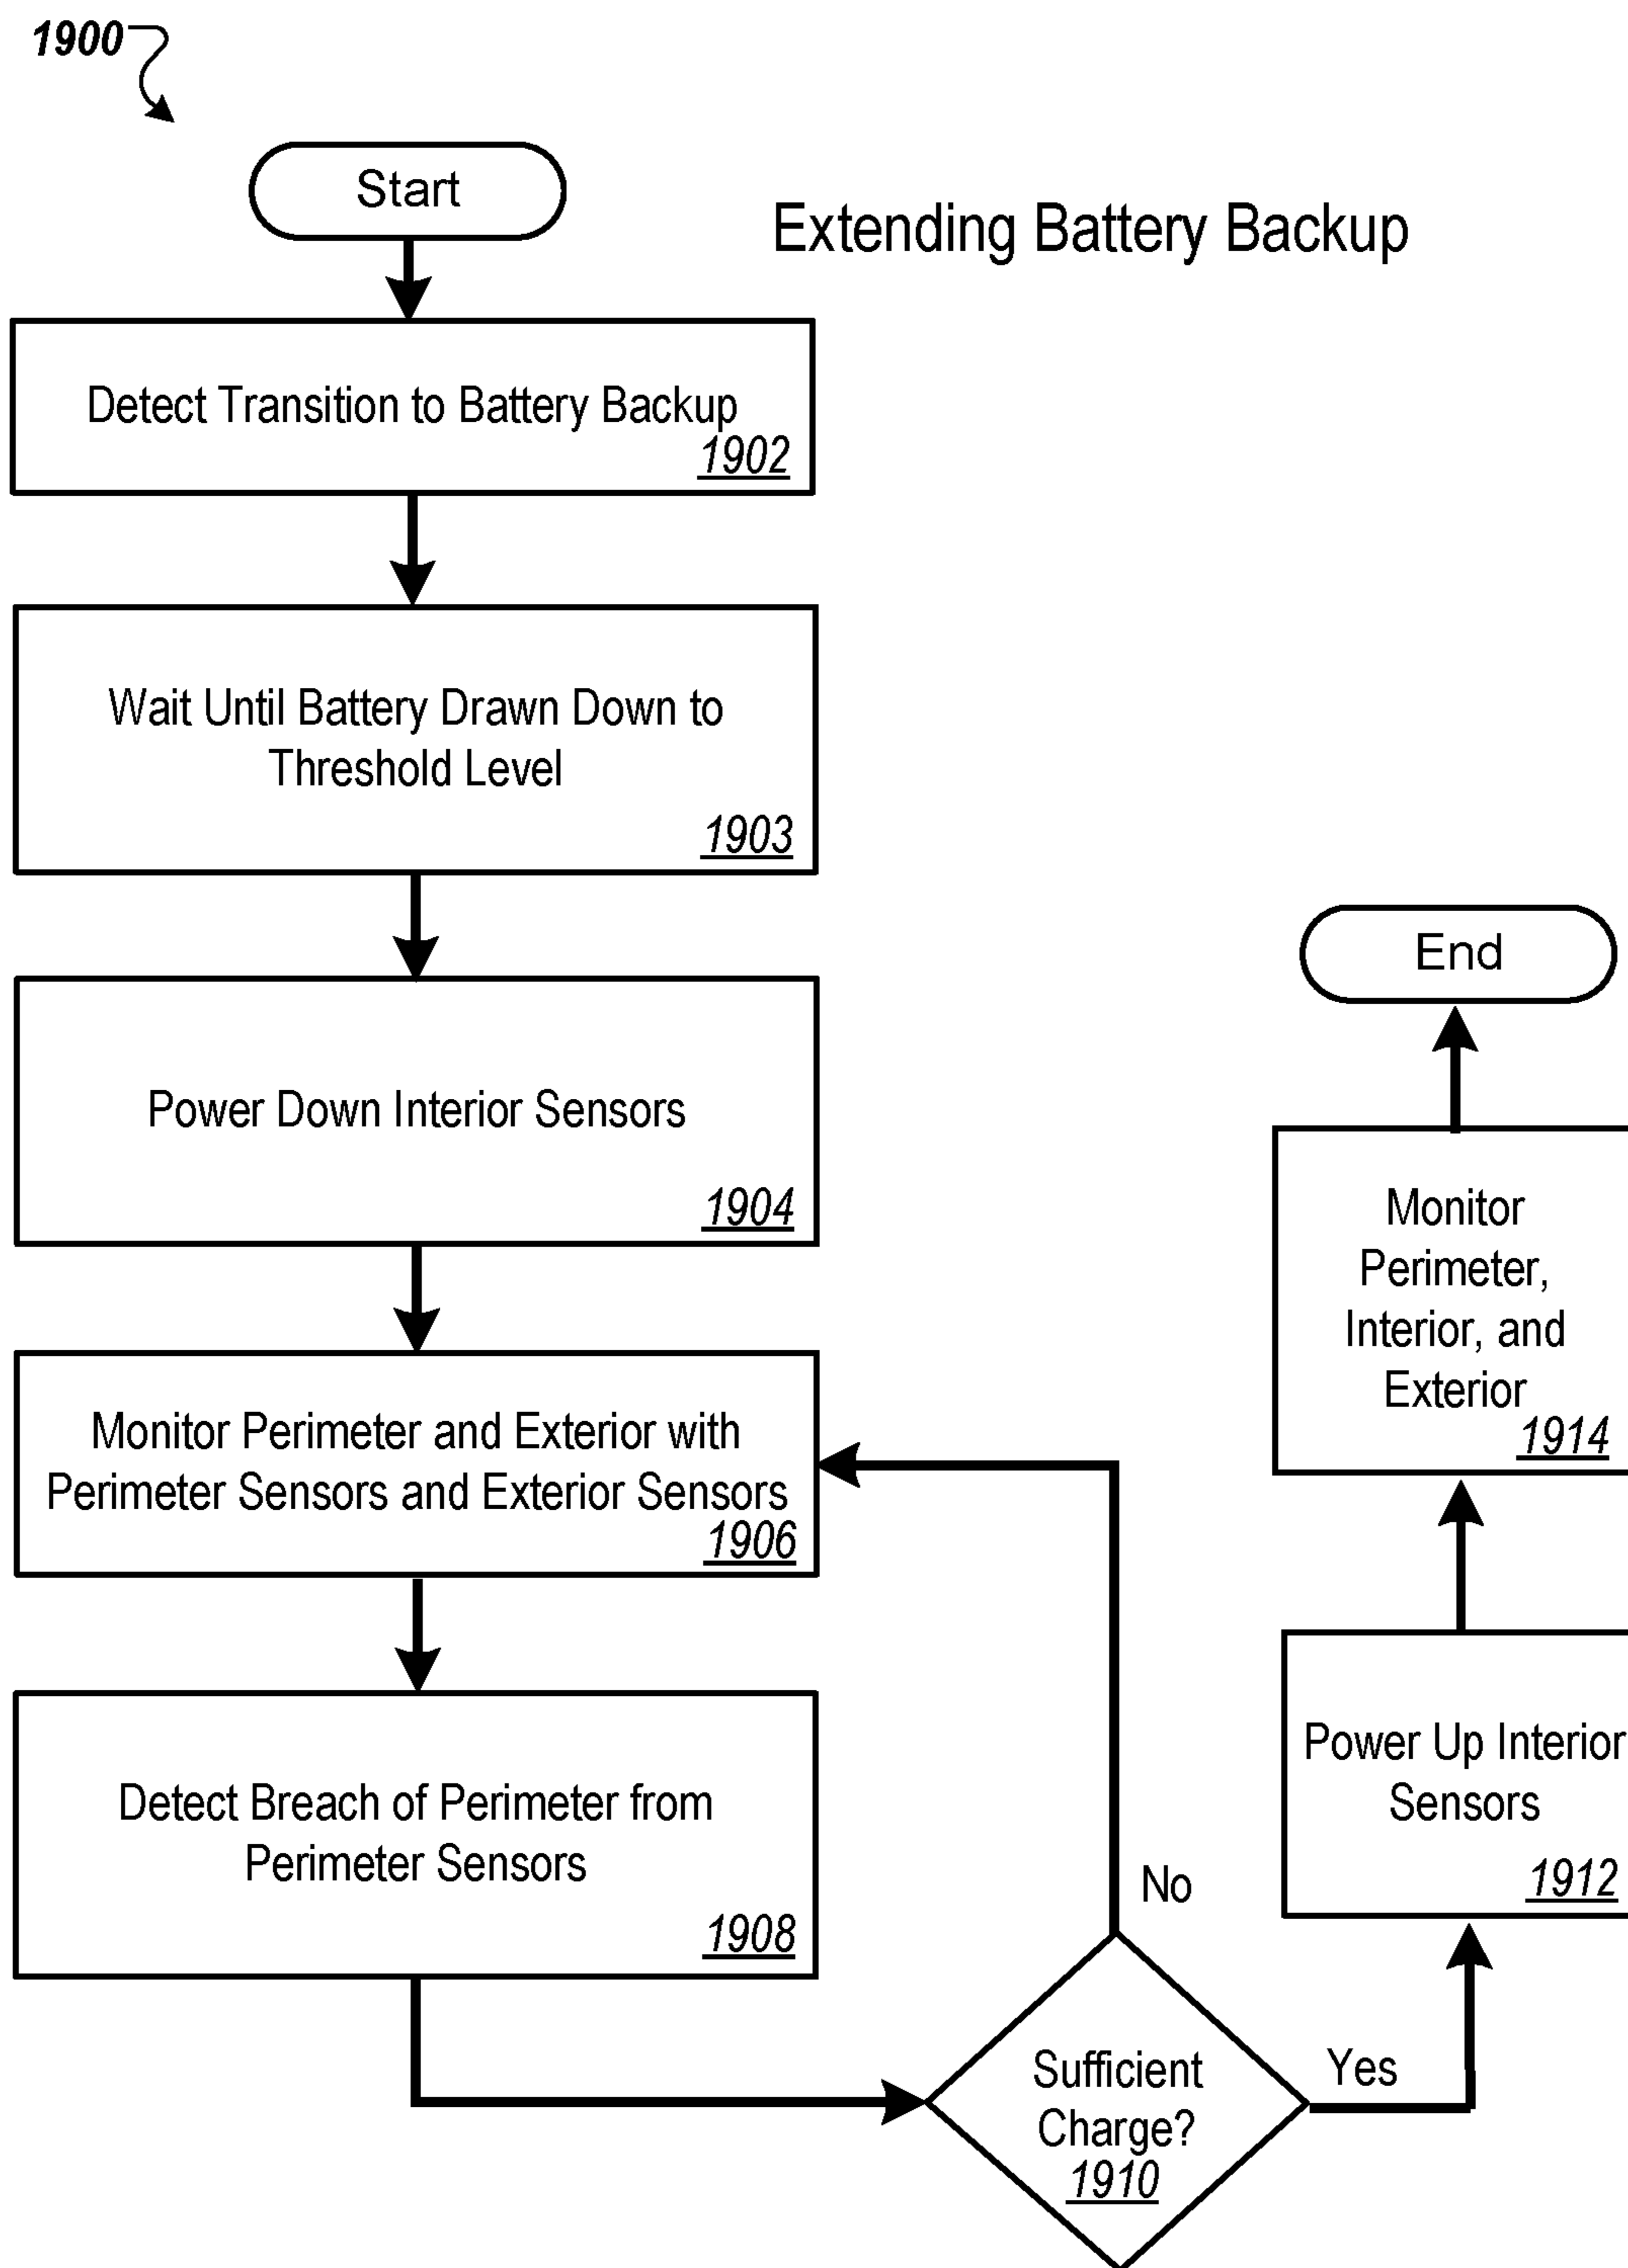 1900
Start
Extending Battery Backup
Detect Transition to Battery Backup
1902
Wait Until Battery Drawn Down to
Threshold Level
1903
Power Down Interior Sensors
1904
Monitor Perimeter and Exterior with
Perimeter Sensors and Exterior Sensors
1906
Detect Breach of Perimeter from
Perimeter Sensors
1908
Sufficient
Charge?
1910
No
Yes
Power Up Interior
Sensors
1912
Monitor
Perimeter,
Interior, and
Exterior
1914
End